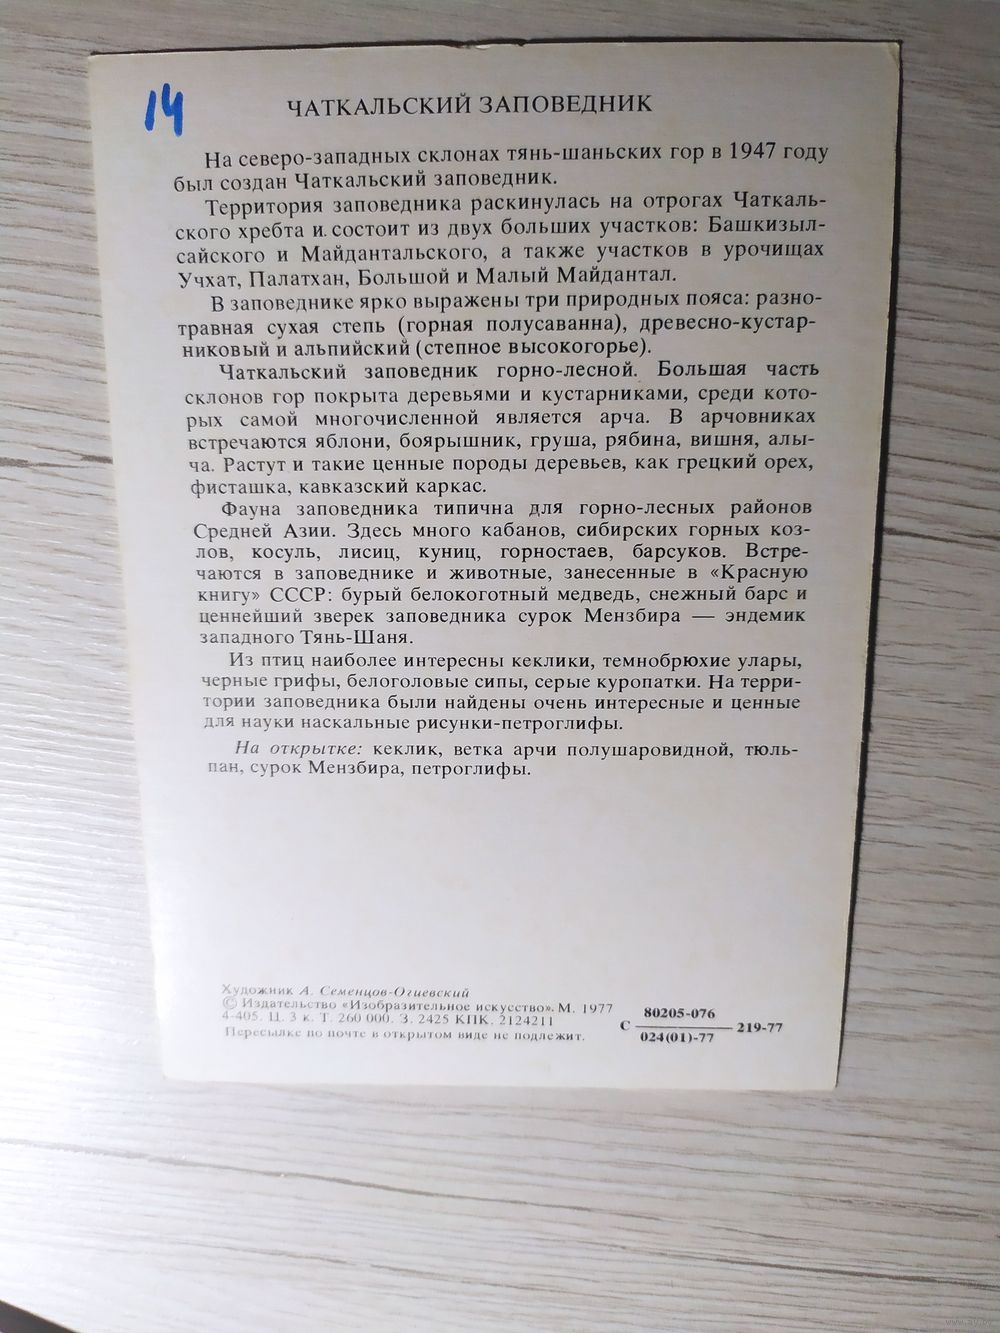 14
ЧАТКАЛЬСКИЙ ЗАПОВЕДНИК
На северо-западных склонах тянь-шаньских гор в 1947 году
был создан Чаткальский заповедник.
Территория заповедника раскинулась на отрогах Чаткаль-
ского хребта и состоит из двух больших участков: Башкизыл-
сайского и Майдантальского, а также участков в урочищах
Учхат, Палатхан, Большой и Малый Майдантал.
В заповеднике ярко выражены три природных пояса: разно-
травная сухая степь (горная полусаванна), древесно-кустар-
никовый и альпийский (степное высокогорье).
Чаткальский заповедник горно-лесной. Большая часть
склонов гор покрыта деревьями и кустарниками, среди кото-
рых самой многочисленной является арча. В арчовниках
встречаются яблони, боярышник, груша, рябина, вишня, алы-
ча. Растут и такие ценные породы деревьев, как грецкий орех,
фисташка, кавказский каркас.
Фауна заповедника типична для горно-лесных районов
Средней Азии. Здесь много кабанов, сибирских горных коз-
лов, косуль, лисиц, куниц, горностаев, барсуков. Встре-
чаются в заповеднике и животные, занесенные в «Красную
книгу» СССР: бурый белокоготный медведь, снежный барс и
ценнейший зверек заповедника сурок Мензбира — эндемик
западного Тянь-Шаня.
Из птиц наиболее интересны кеклики, темнобрюхие улары,
черные грифы, белоголовые сипы, серые куропатки. На терри-
тории заповедника были найдены очень интересные и ценные
для науки наскальные рисунки-петроглифы.
На открытке: кеклик, ветка арчи полушаровидной, тюль-
пан, сурок Мензбира, петроглифы.
Художник А. Семенцов-Огиевский
© Издательство «Изобразительное искусство». М. 1977
4-405. Ц. 3 к. Т. 260 000. З. 2425 КПК. 2124211
Пересылке по почте в открытом виде не подлежит.
С 80205-076 219-77
024(01)-77